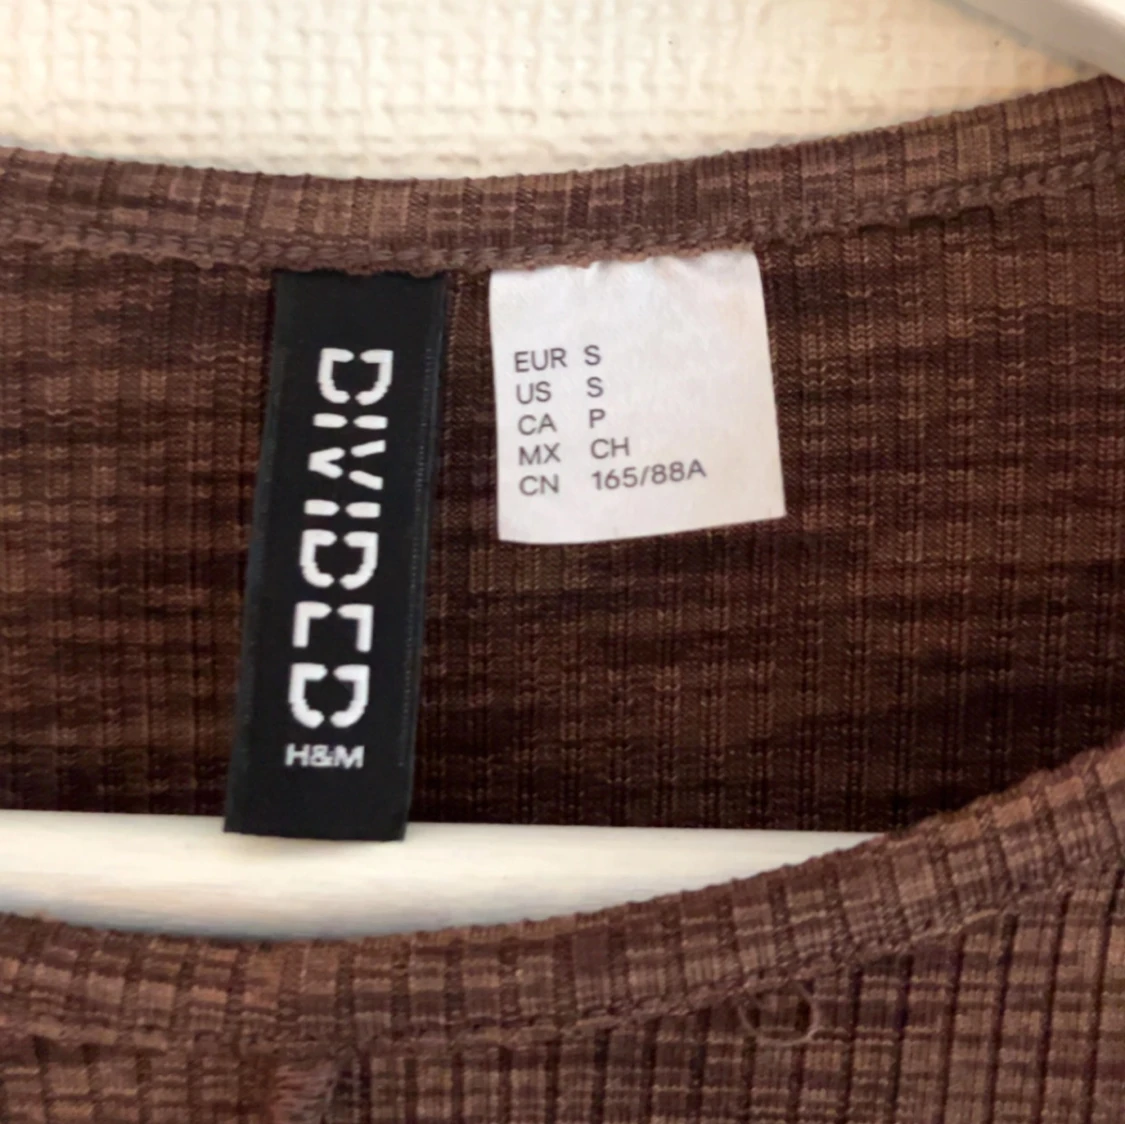 DIVIDED
H&M
EUR S
US S
CA P
MX CH
CN 165/88A